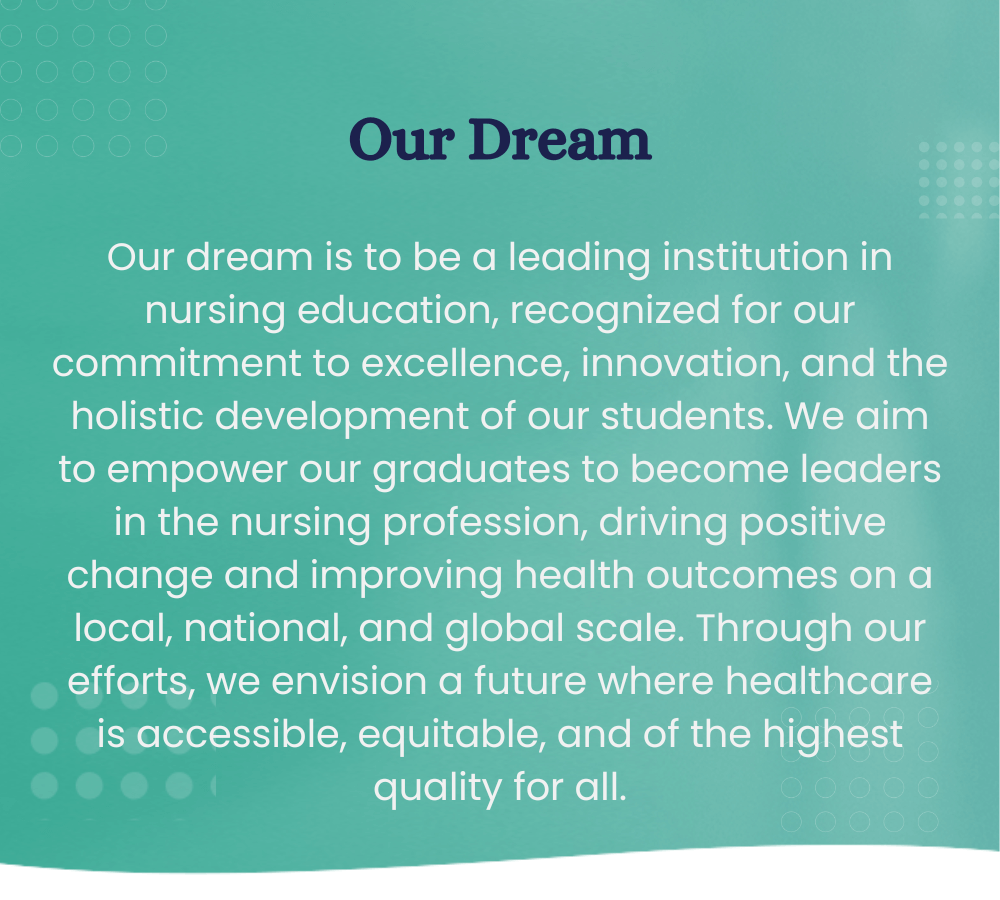 Our Dream
Our dream is to be a leading institution in
nursing education, recognized for our
commitment to excellence, innovation, and the
holistic development of our students. We aim
to empower our graduates to become leaders
in the nursing profession, driving positive
change and improving health outcomes on a
local, national, and global scale. Through our
efforts, we envision a future where healthcare
is accessible, equitable, and of the highest
quality for all.